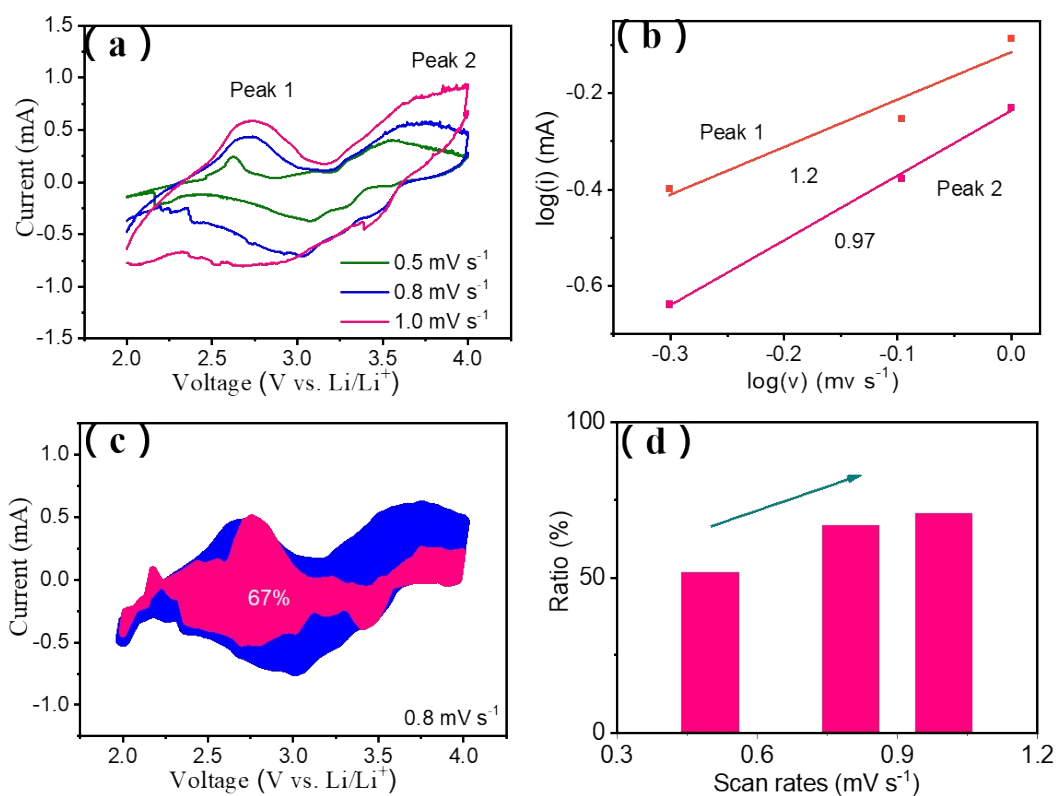 (a)
Peak 1
Peak 2
Current (mA)
1.5
1.0
0.5
0.0
-0.5
-1.0
-1.5
0.5 mV s⁻¹
0.8 mV s⁻¹
1.0 mV s⁻¹
2.0 2.5 3.0 3.5 4.0
Voltage (V vs. Li/Li⁺)
(b)
log(i) (mA)
-0.2
-0.4
-0.6
Peak 1
1.2
Peak 2
0.97
-0.3 -0.2 -0.1 0.0
log(v) (mv s⁻¹)
(c)
Current (mA)
1.0
0.5
0.0
-0.5
-1.0
67%
0.8 mV s⁻¹
2.0 2.5 3.0 3.5 4.0
Voltage (V vs. Li/Li⁺)
(d)
Ratio (%)
100
50
0
0.3 0.6 0.9 1.2
Scan rates (mV s⁻¹)